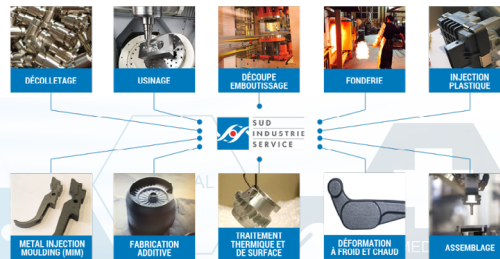 DÉCOLLETAGE
USINAGE
DÉCOUPE
EMBOUTISSAGE
FONDERIE
INJECTION
PLASTIQUE
SUD
INDUSTRIE
SERVICE
METAL INJECTION
MOULDING (MIM)
FABRICATION
ADDITIVE
TRAITEMENT
THERMIQUE ET
DE SURFACE
DÉFORMATION
À FROID ET CHAUD
ASSEMBLAGE